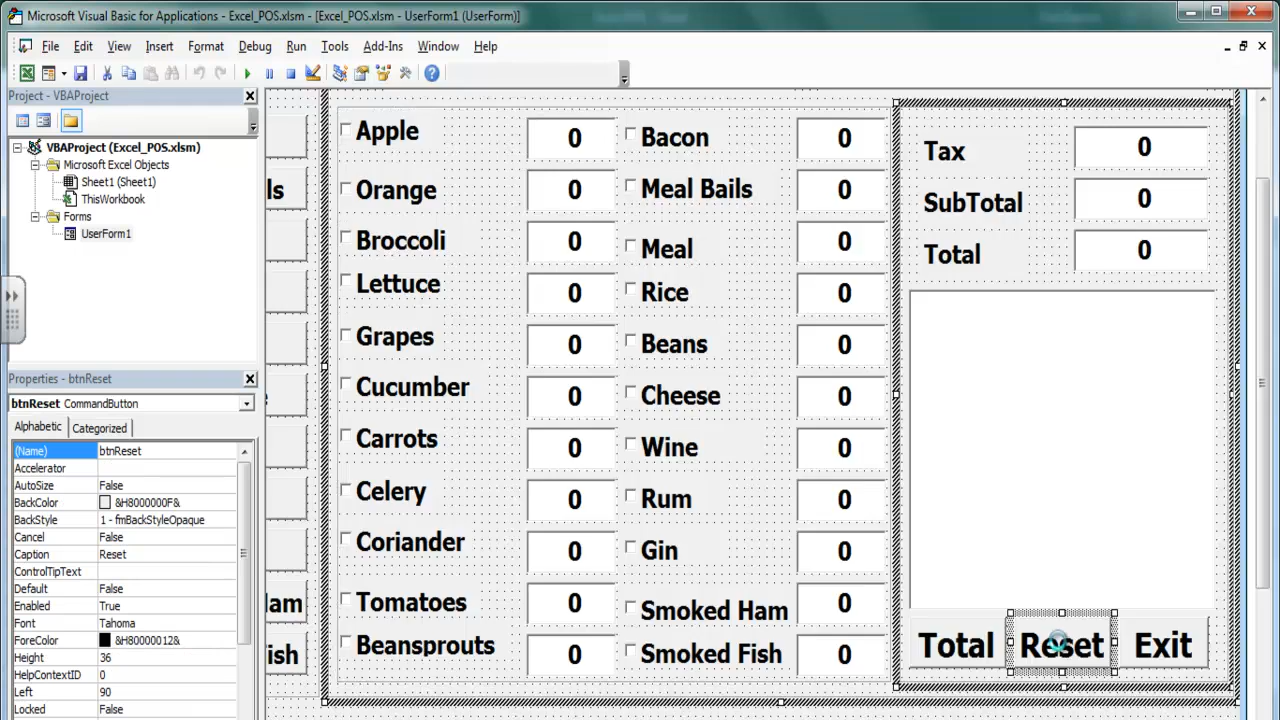 Microsoft Visual Basic for Applications - Excel_POS.xlsm - [Excel_POS.xlsm - UserForm1 (UserForm)]
File Edit View Insert Format Debug Run Tools Add-Ins Window Help
Project - VBAProject
VBAProject (Excel_POS.xlsm)
Microsoft Excel Objects
Sheet1 (Sheet1)
ThisWorkbook
Forms
UserForm1
Properties - btnReset
btnReset CommandButton
Alphabetic Categorized
(Name) btnReset
Accelerator
AutoSize False
BackColor &H8000000F&
BackStyle 1 - fmBackStyleOpaque
Cancel False
Caption Reset
ControlTipText
Default False
Enabled True
Font Tahoma
ForeColor &H80000012&
Height 36
HelpContextID 0
Left 90
Locked False
ls
am
ish
Apple 0 Bacon 0
Orange 0 Meal Bails 0
Broccoli 0 Meal 0
Lettuce 0 Rice 0
Grapes 0 Beans 0
Cucumber 0 Cheese 0
Carrots 0 Wine 0
Celery 0 Rum 0
Coriander 0 Gin 0
Tomatoes 0 Smoked Ham 0
Beansprouts 0 Smoked Fish 0
Tax 0
SubTotal 0
Total 0
Total Reset Exit